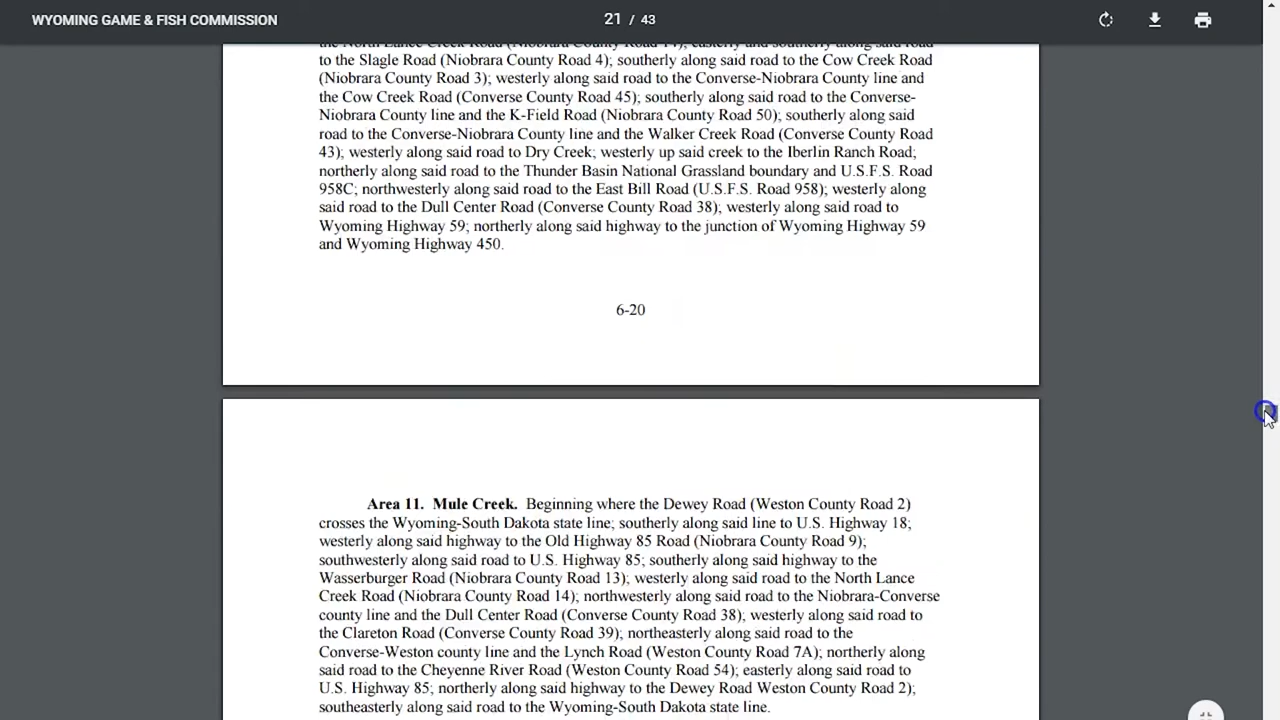 WYOMING GAME & FISH COMMISSION
21 / 43
the North Lance Creek Road (Niobrara County Road 14); easterly and southerly along said road
to the Slagle Road (Niobrara County Road 4); southerly along said road to the Cow Creek Road
(Niobrara County Road 3); westerly along said road to the Converse-Niobrara County line and
the Cow Creek Road (Converse County Road 45); southerly along said road to the Converse-
Niobrara County line and the K-Field Road (Niobrara County Road 50); southerly along said
road to the Converse-Niobrara County line and the Walker Creek Road (Converse County Road
43); westerly along said road to Dry Creek; westerly up said creek to the Iberlin Ranch Road;
northerly along said road to the Thunder Basin National Grassland boundary and U.S.F.S. Road
958C; northwesterly along said road to the East Bill Road (U.S.F.S. Road 958); westerly along
said road to the Dull Center Road (Converse County Road 38); westerly along said road to
Wyoming Highway 59; northerly along said highway to the junction of Wyoming Highway 59
and Wyoming Highway 450.
6-20
Area 11. Mule Creek. Beginning where the Dewey Road (Weston County Road 2)
crosses the Wyoming-South Dakota state line; southerly along said line to U.S. Highway 18;
westerly along said highway to the Old Highway 85 Road (Niobrara County Road 9);
southwesterly along said road to U.S. Highway 85; southerly along said highway to the
Wasserburger Road (Niobrara County Road 13); westerly along said road to the North Lance
Creek Road (Niobrara County Road 14); northwesterly along said road to the Niobrara-Converse
county line and the Dull Center Road (Converse County Road 38); westerly along said road to
the Clareton Road (Converse County Road 39); northeasterly along said road to the
Converse-Weston county line and the Lynch Road (Weston County Road 7A); northerly along
said road to the Cheyenne River Road (Weston County Road 54); easterly along said road to
U.S. Highway 85; northerly along said highway to the Dewey Road Weston County Road 2);
southeasterly along said road to the Wyoming-South Dakota state line.